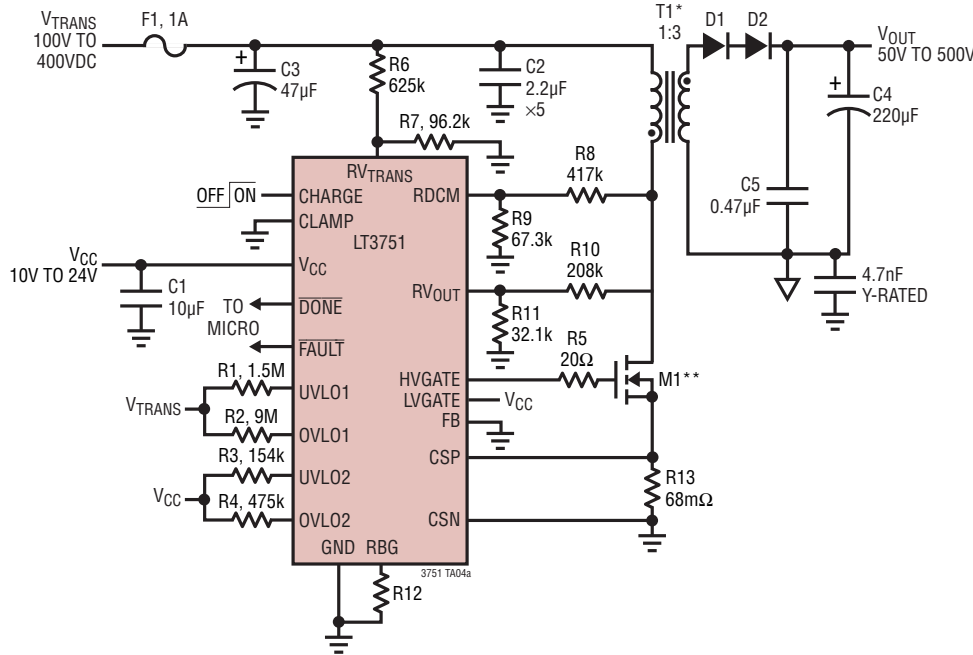 VTRANS
100V TO
400VDC
F1, 1A
+
C3
47µF
R6
625k
C2
2.2µF
×5
T1*
1:3
D1
D2
VOUT
50V TO 500V
+
C4
220µF
R7, 96.2k
RVTRANS
OFF ON
CHARGE
CLAMP
LT3751
RDCM
R8
417k
R9
67.3k
C5
0.47µF
VCC
10V TO 24V
C1
10µF
VCC
TO
MICRO
DONE
FAULT
RVOUT
R10
208k
R11
32.1k
4.7nF
Y-RATED
R5
20Ω
M1**
R1, 1.5M
VTRANS
R2, 9M
UVLO1
OVLO1
HVGATE
LVGATE
VCC
FB
R3, 154k
VCC
R4, 475k
UVLO2
OVLO2
CSP
CSN
R13
68mΩ
GND
RBG
3751 TA04a
R12